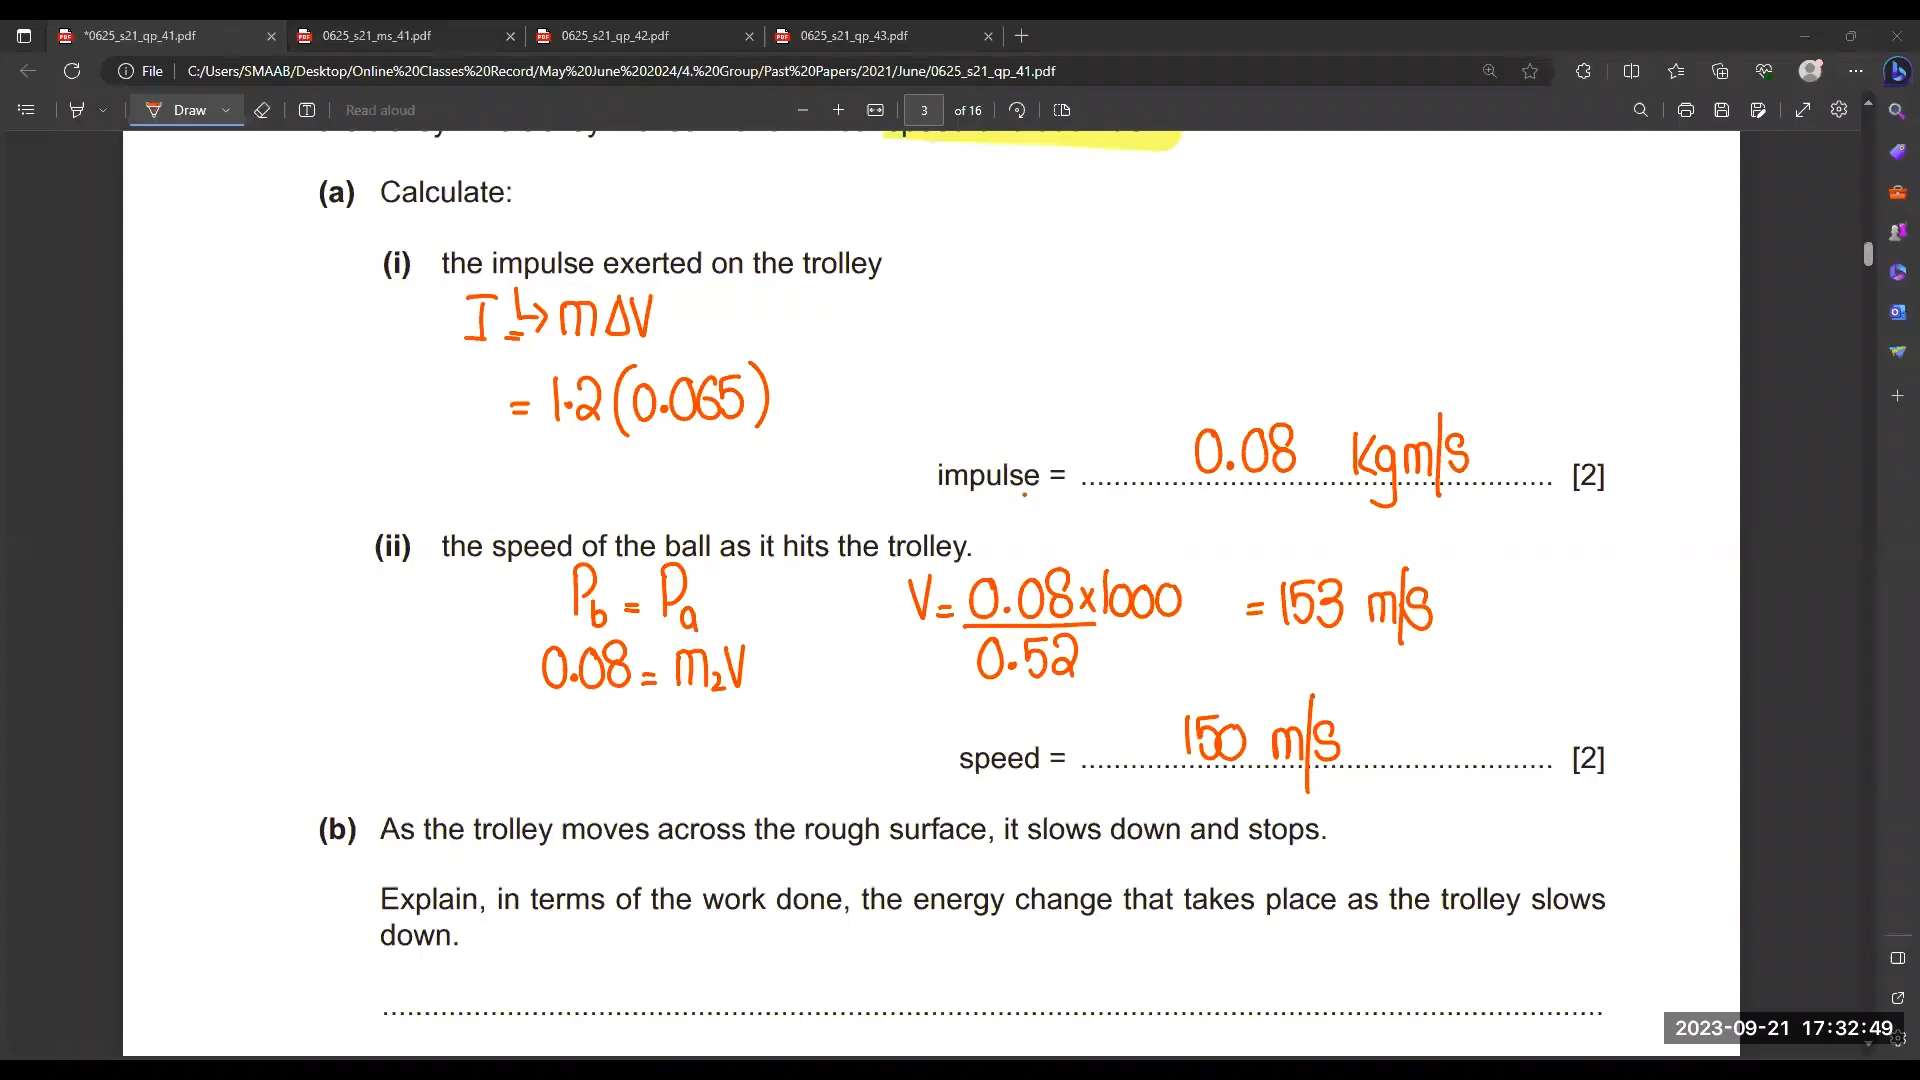 *0625_s21_qp_41.pdf
0625_s21_ms_41.pdf
0625_s21_qp_42.pdf
0625_s21_qp_43.pdf
File
C:/Users/SMAAB/Desktop/Online%20Classes%20Record/May%20June%202024/4.%20Group/Past%20Papers/2021/June/0625_s21_qp_41.pdf
Draw
Read aloud
3 of 16
(a) Calculate:
(i) the impulse exerted on the trolley
I = ↳ m ΔV
= 1.2 (0.065)
impulse = 0.08 kgm/s [2]
(ii) the speed of the ball as it hits the trolley.
Pb = Pa
0.08 = m₂V
V = 0.08 x 1000 / 0.52 = 153 m/s
speed = 150 m/s [2]
(b) As the trolley moves across the rough surface, it slows down and stops.
Explain, in terms of the work done, the energy change that takes place as the trolley slows
down.
2023-09-21 17:32:49